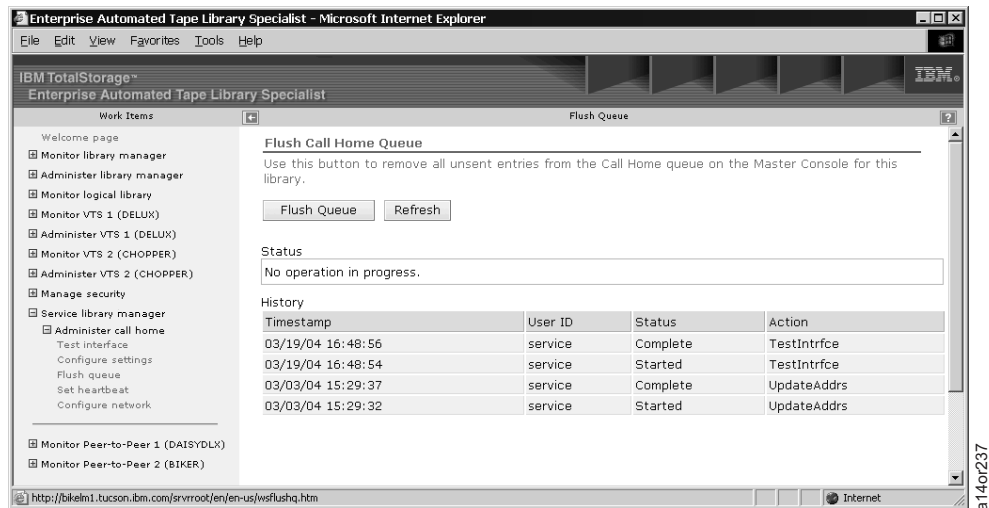 Enterprise Automated Tape Library Specialist - Microsoft Internet Explorer
File Edit View Favorites Tools Help
IBM TotalStorage™
Enterprise Automated Tape Library Specialist
IBM®
Work Items
Flush Queue
?
Welcome page
Monitor library manager
Administer library manager
Monitor logical library
Monitor VTS 1 (DELUX)
Administer VTS 1 (DELUX)
Monitor VTS 2 (CHOPPER)
Administer VTS 2 (CHOPPER)
Manage security
Service library manager
Administer call home
Test interface
Configure settings
Flush queue
Set heartbeat
Configure network
Monitor Peer-to-Peer 1 (DAISYDLX)
Monitor Peer-to-Peer 2 (BIKER)
Flush Call Home Queue
Use this button to remove all unsent entries from the Call Home queue on the Master Console for this
library.
Flush Queue Refresh
Status
No operation in progress.
History
Timestamp User ID Status Action
03/19/04 16:48:56 service Complete TestIntrfce
03/19/04 16:48:54 service Started TestIntrfce
03/03/04 15:29:37 service Complete UpdateAddrs
03/03/04 15:29:32 service Started UpdateAddrs
http://bikelm1.tucson.ibm.com/srvrroot/en/en-us/wsflushq.htm
Internet
a14or237